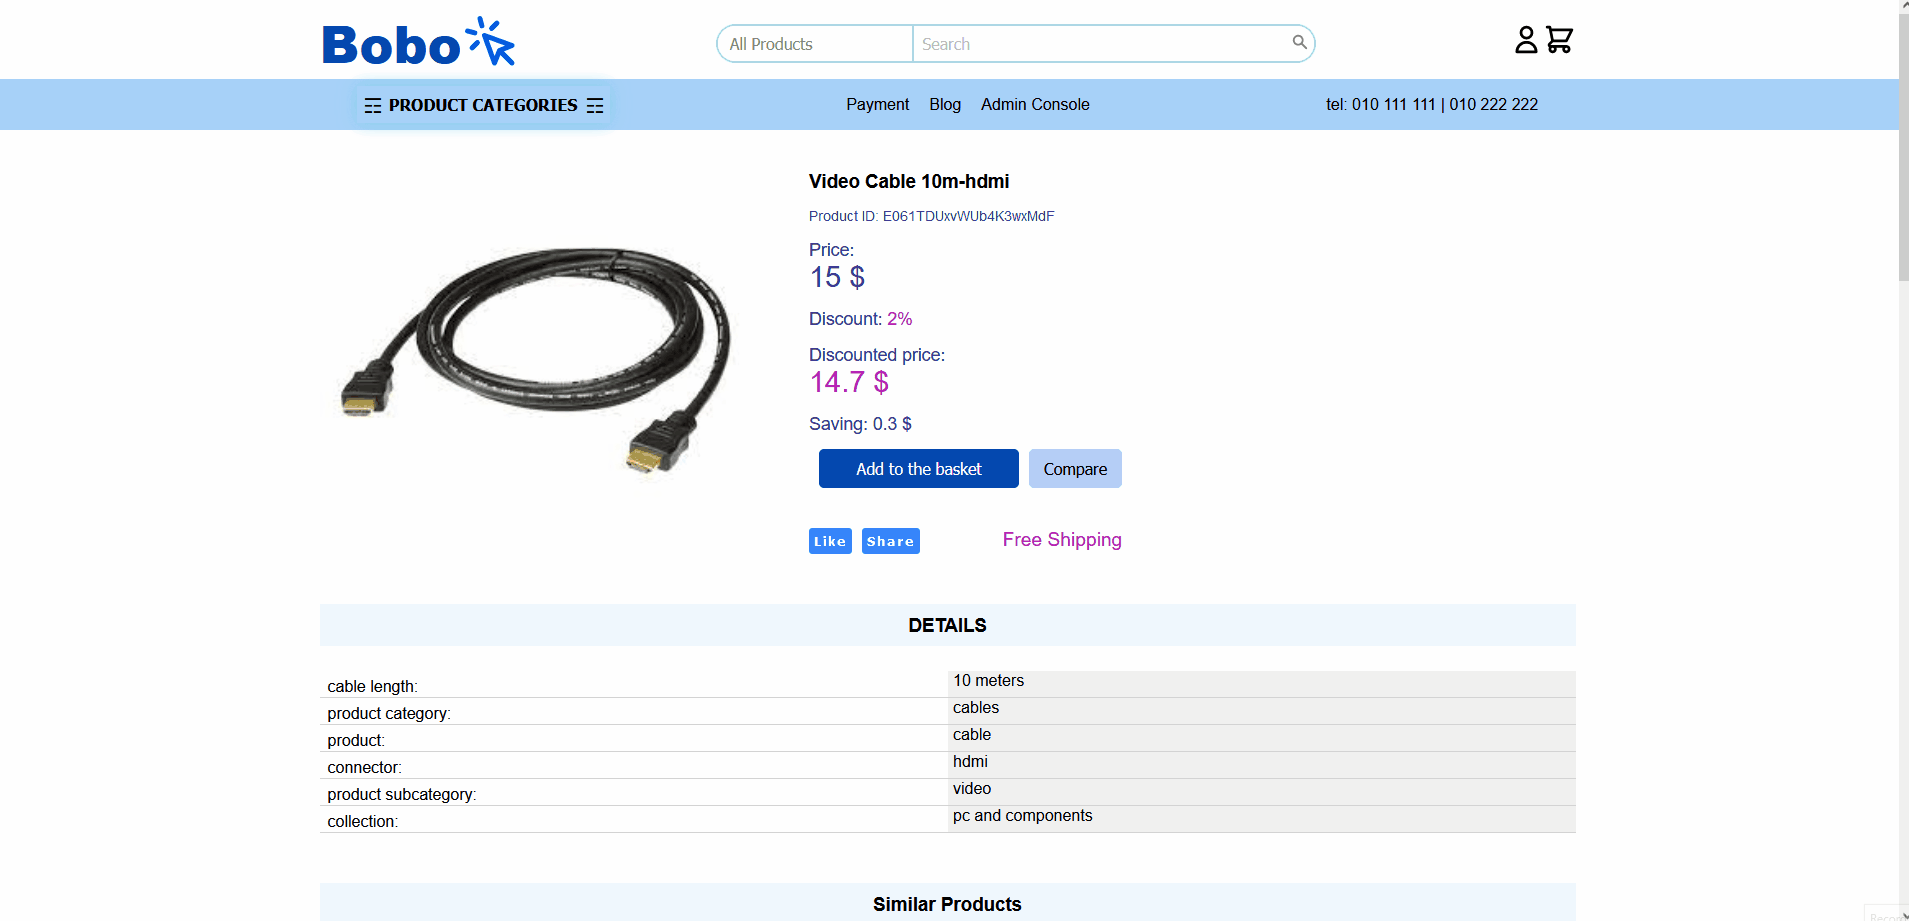 Bobo
All Products
Search
PRODUCT CATEGORIES
Payment
Blog
Admin Console
tel: 010 111 111 | 010 222 222
Video Cable 10m-hdmi
Product ID: E061TDUxvWUb4K3wxMdF
Price:
15 $
Discount: 2%
Discounted price:
14.7 $
Saving: 0.3 $
Add to the basket
Compare
Like
Share
Free Shipping
DETAILS
cable length:
10 meters
product category:
cables
product:
cable
connector:
hdmi
product subcategory:
video
collection:
pc and components
Similar Products